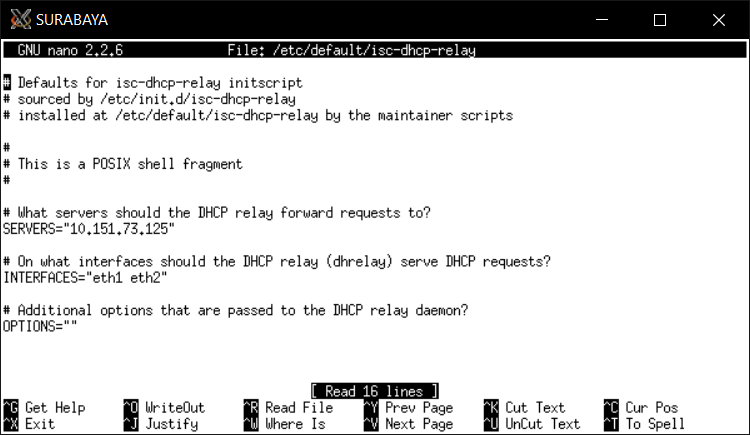 SURABAYA
GNU nano 2.2.6 File: /etc/default/isc-dhcp-relay
# Defaults for isc-dhcp-relay initscript
# sourced by /etc/init.d/isc-dhcp-relay
# installed at /etc/default/isc-dhcp-relay by the maintainer scripts
#
# This is a POSIX shell fragment
#
# What servers should the DHCP relay forward requests to?
SERVERS="10.151.73.125"
# On what interfaces should the DHCP relay (dhrelay) serve DHCP requests?
INTERFACES="eth1 eth2"
# Additional options that are passed to the DHCP relay daemon?
OPTIONS=""
[ Read 16 lines ]
^G Get Help ^O WriteOut ^R Read File ^Y Prev Page ^K Cut Text ^C Cur Pos
^X Exit ^J Justify ^W Where Is ^V Next Page ^U UnCut Text ^T To Spell